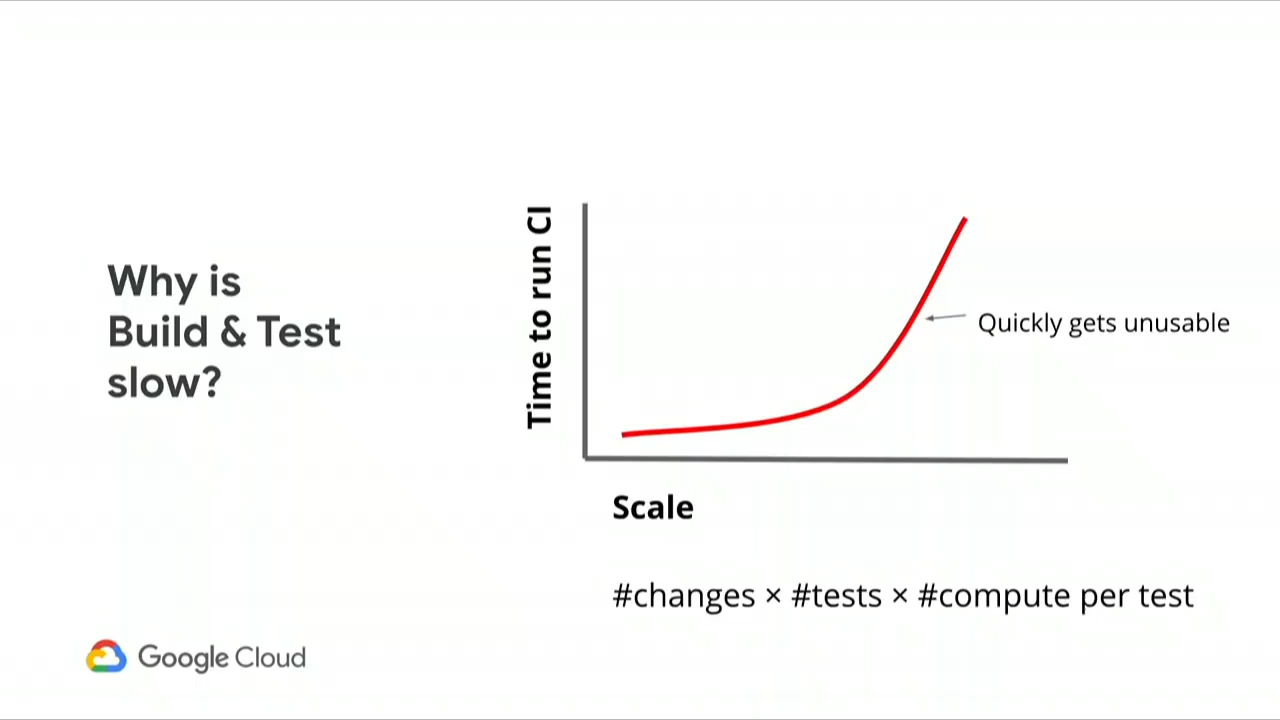 Why is
Build & Test
slow?
Time to run CI
Quickly gets unusable
Scale
#changes × #tests × #compute per test
Google Cloud